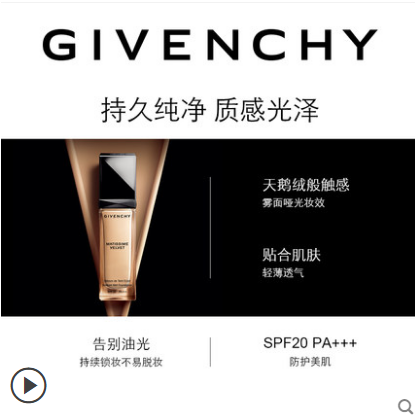 GIVENCHY
持久纯净 质感光泽
GIVENCHY
MATISSIME
VELVET
天鹅绒般触感
雾面哑光妆效
贴合肌肤
轻薄透气
告别油光
持续锁妆不易脱妆
SPF20 PA+++
防护美肌